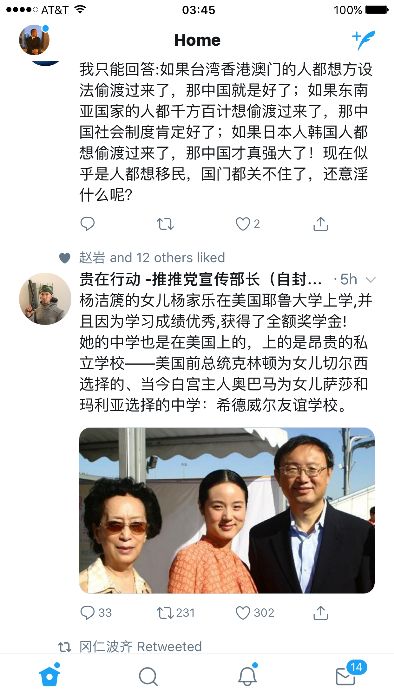 AT&T
03:45
100%
Home
我只能回答:如果台湾香港澳门的人都想方设
法偷渡过来了，那中国就是好了；如果东南
亚国家的人都千方百计想偷渡过来了，那中
国社会制度肯定好了；如果日本人韩国人都
想偷渡过来了，那中国才真强大了！现在似
乎是人都想移民，国门都关不住了，还意淫
什么呢？
2
赵岩 and 12 others liked
贵在行动 -推推党宣传部长（自封... · 5h
杨洁篪的女儿杨家乐在美国耶鲁大学上学,并
且因为学习成绩优秀,获得了全额奖学金！
她的中学也是在美国上的，上的是昂贵的私
立学校——美国前总统克林顿为女儿切尔西
选择的、当今白宫主人奥巴马为女儿萨莎和
玛利亚选择的中学：希德威尔友谊学校。
33 231 302
冈仁波齐 Retweeted
14